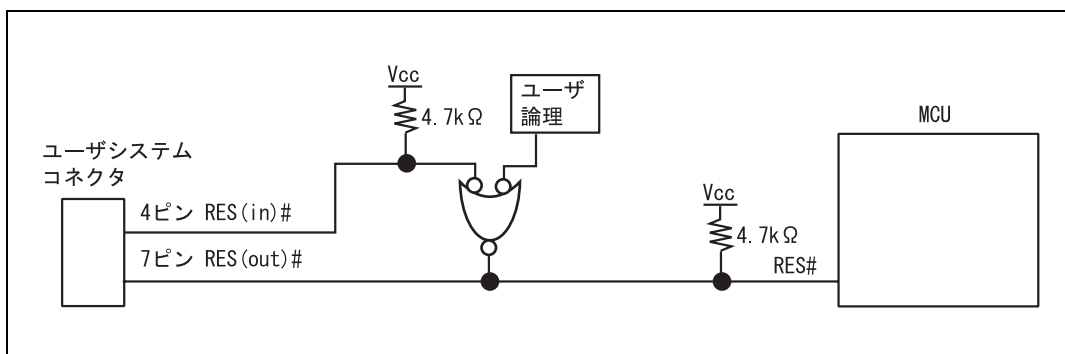 Vcc
4.7kΩ
ユーザ
論理
MCU
ユーザシステム
コネクタ
4ピン RES(in)#
7ピン RES(out)#
Vcc
4.7kΩ
RES#